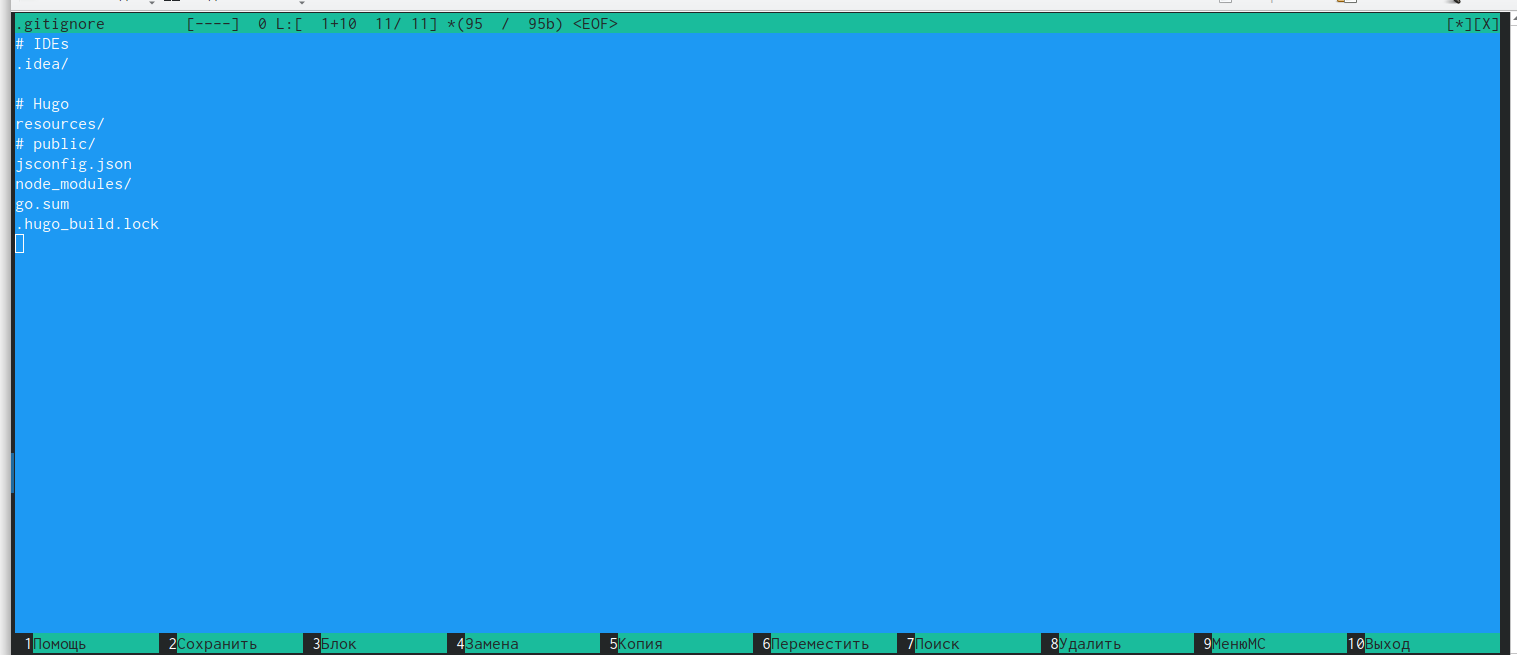 .gitignore [----] 0 L:[ 1+10 11/ 11] *(95 / 95b) <EOF> [*][X]
# IDEs
.idea/
# Hugo
resources/
# public/
jsconfig.json
node_modules/
go.sum
.hugo_build.lock
1Помощь 2Сохранить 3Блок 4Замена 5Копия 6Переместить 7Поиск 8Удалить 9МенюMC 10Выход